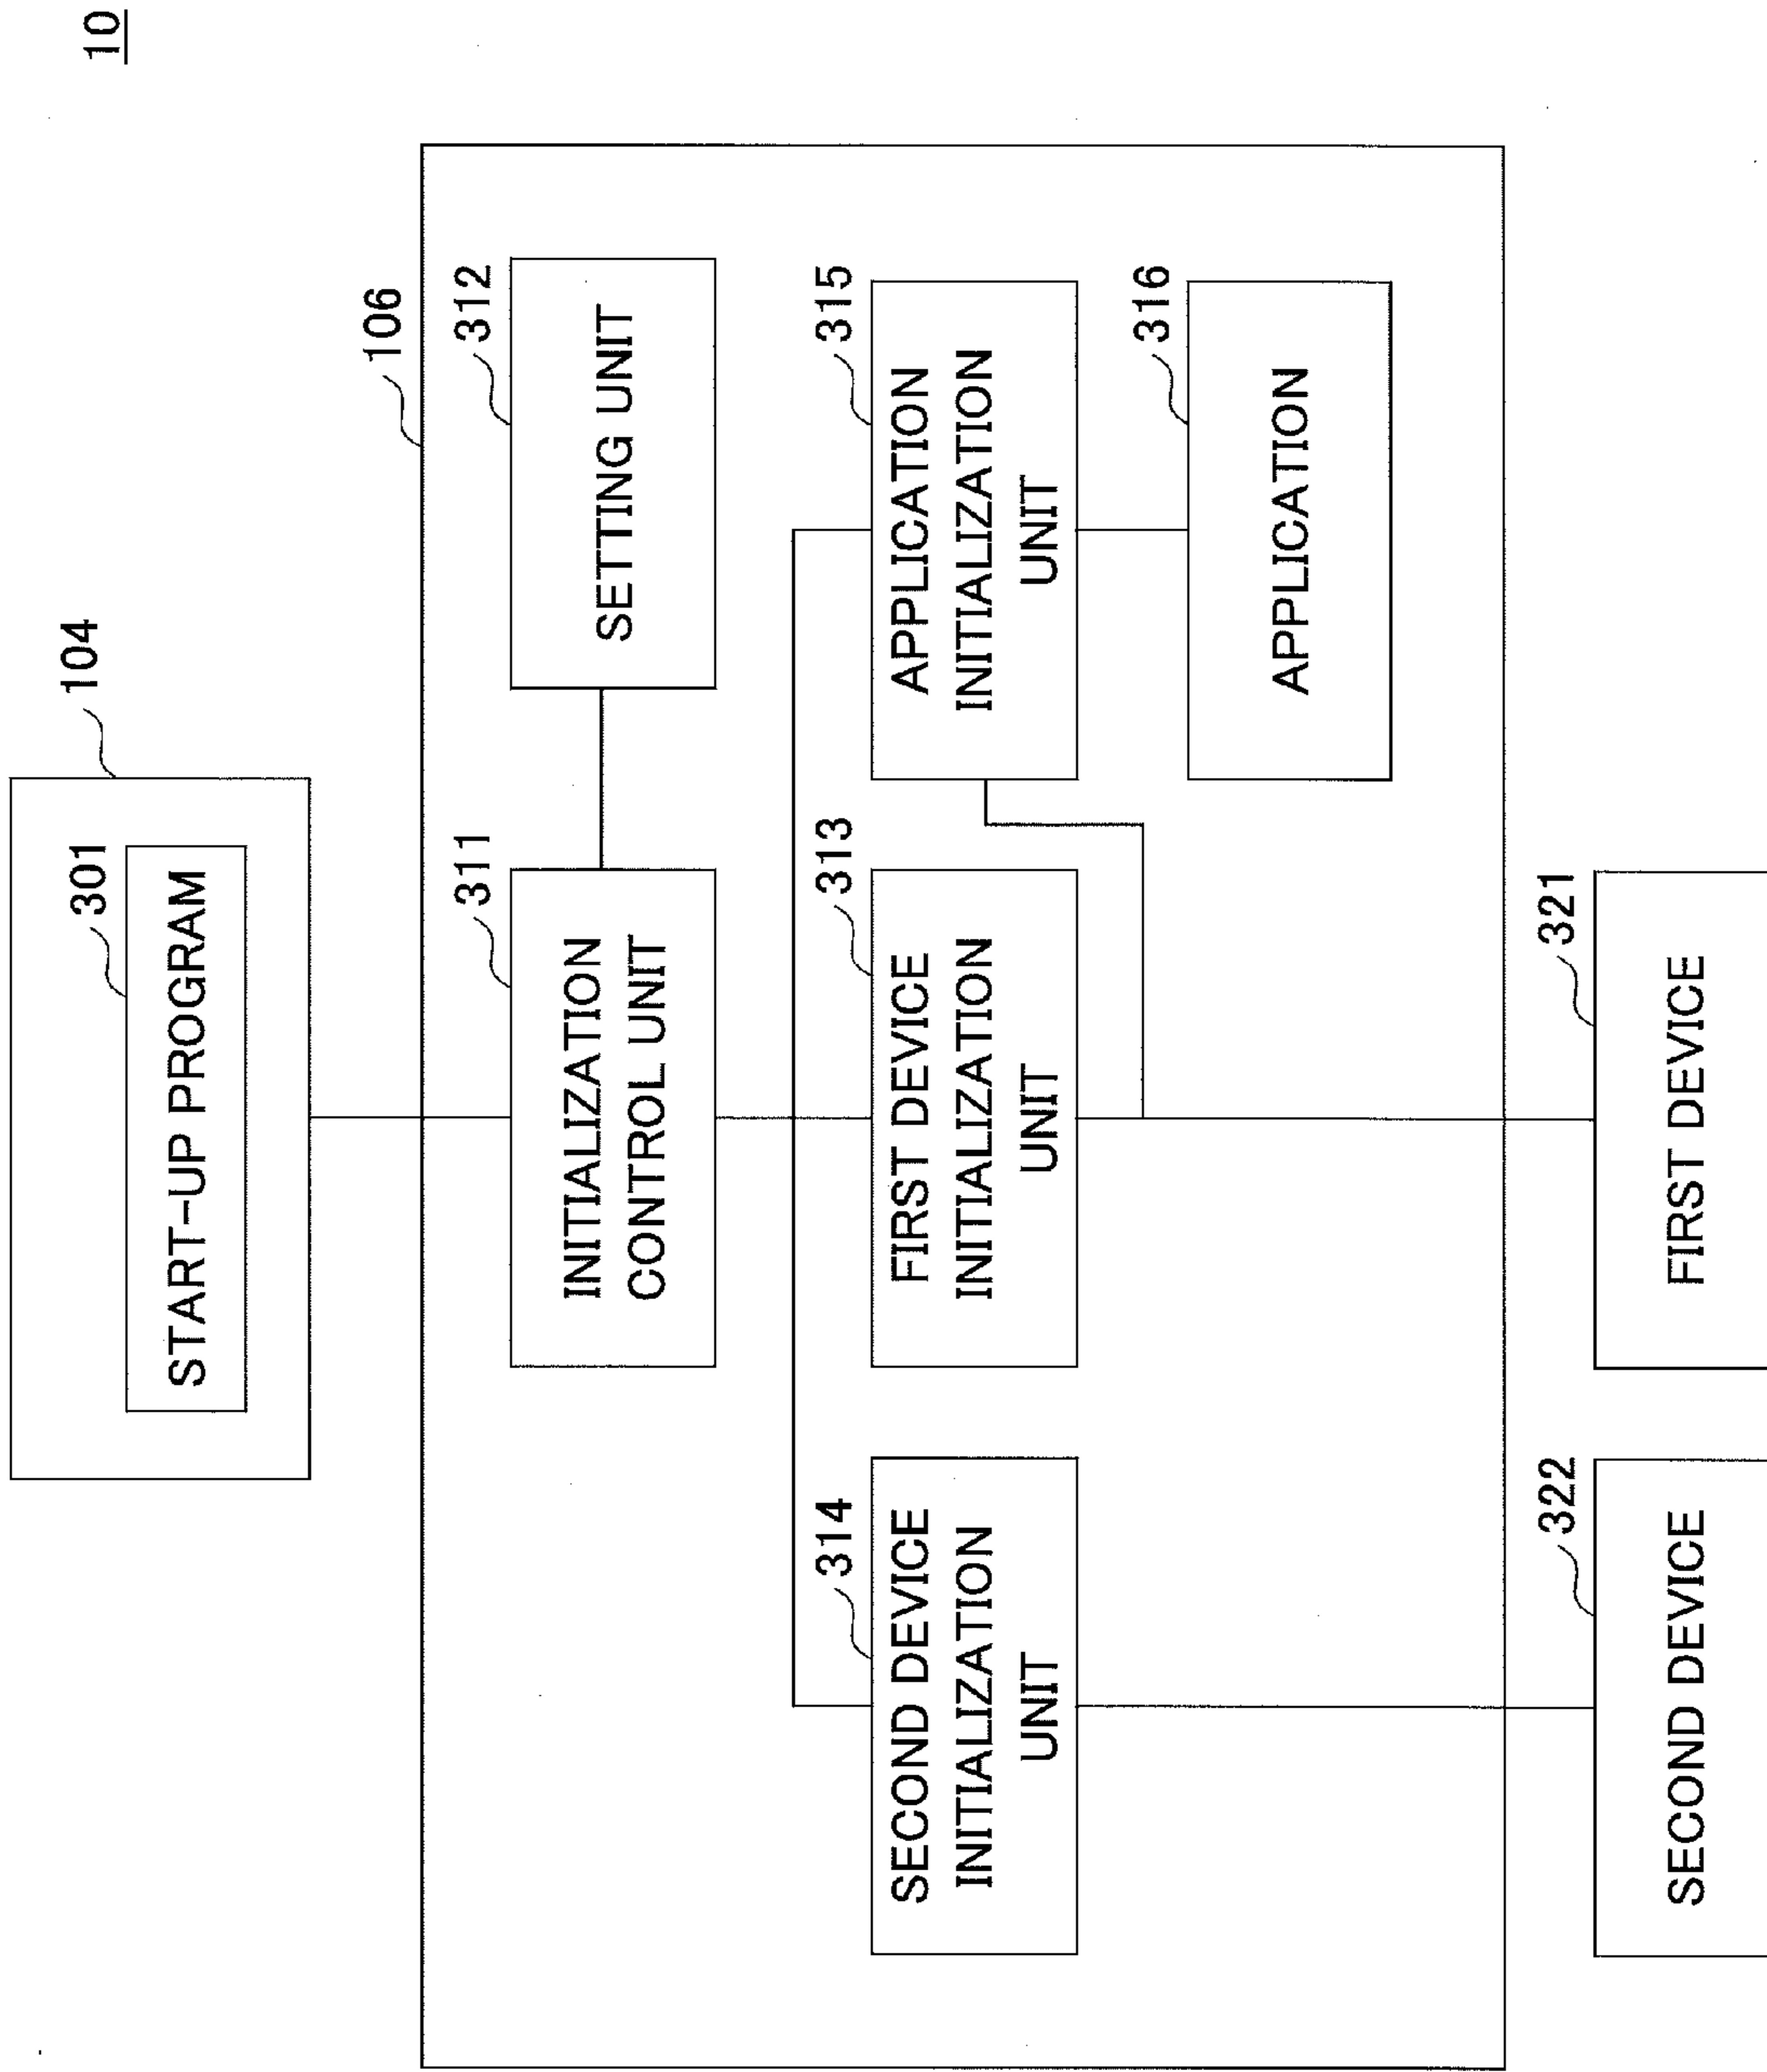 10
104
301
START-UP PROGRAM
106
311
INITIALIZATION
CONTROL UNIT
312
SETTING UNIT
314
SECOND DEVICE
INITIALIZATION
UNIT
313
FIRST DEVICE
INITIALIZATION
UNIT
315
APPLICATION
INITIALIZATION
UNIT
316
APPLICATION
322
SECOND DEVICE
321
FIRST DEVICE